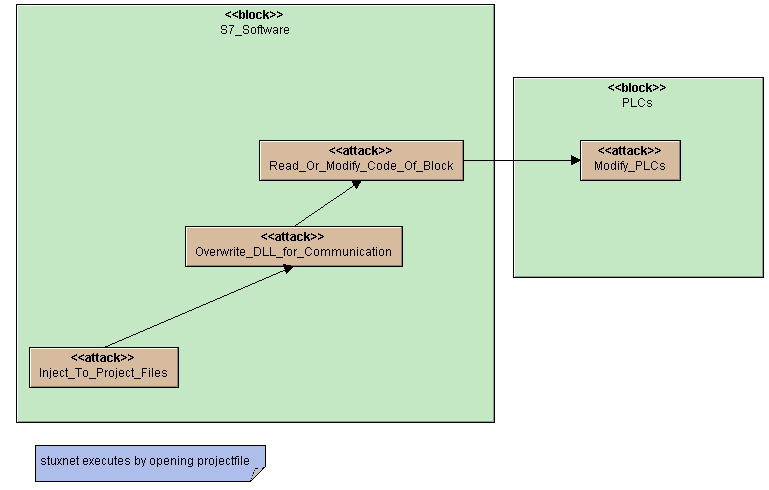 <<block>>
S7_Software
<<block>>
PLCs
<<attack>>
Read_Or_Modify_Code_Of_Block
<<attack>>
Modify_PLCs
<<attack>>
Overwrite_DLL_for_Communication
<<attack>>
Inject_To_Project_Files
stuxnet executes by opening projectfile